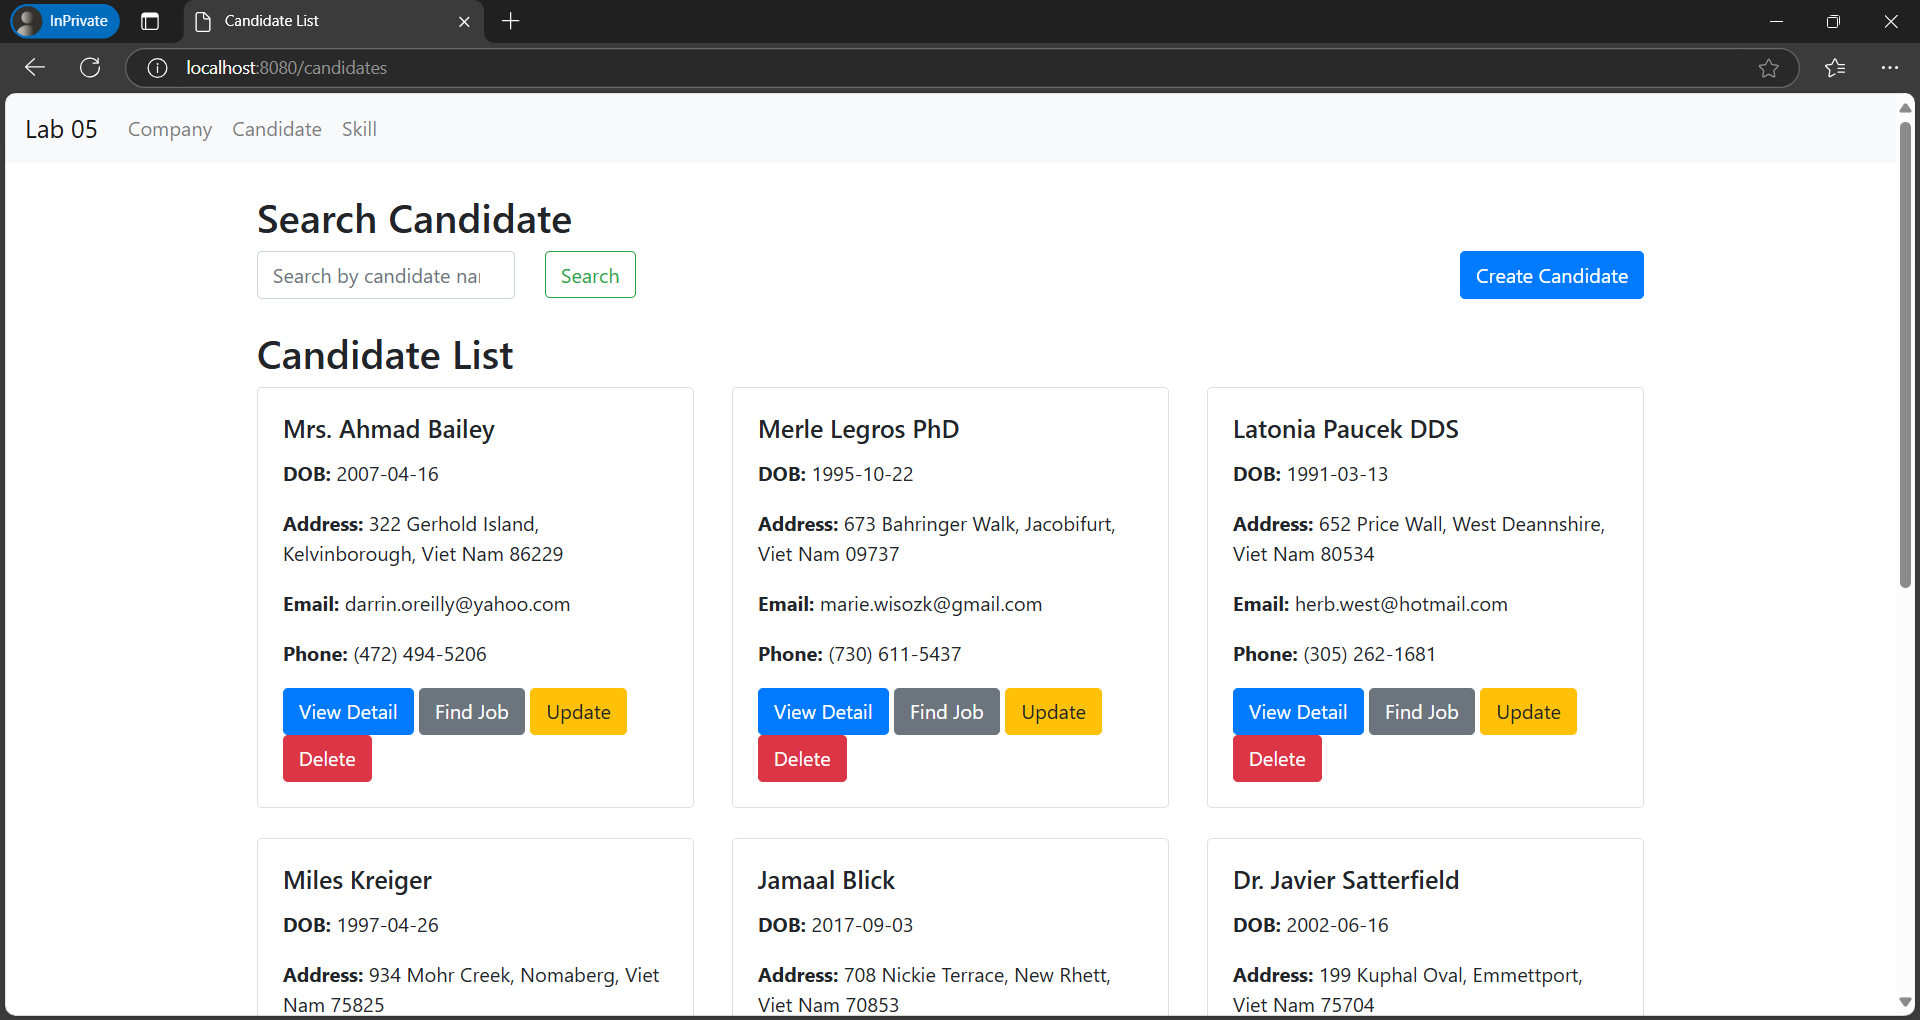 InPrivate
Candidate List
localhost:8080/candidates
Lab 05
Company
Candidate
Skill
Search Candidate
Search by candidate nar
Search
Create Candidate
Candidate List
Mrs. Ahmad Bailey
DOB: 2007-04-16
Address: 322 Gerhold Island,
Kelvinborough, Viet Nam 86229
Email: darrin.oreilly@yahoo.com
Phone: (472) 494-5206
View Detail
Find Job
Update
Delete
Merle Legros PhD
DOB: 1995-10-22
Address: 673 Bahringer Walk, Jacobifurt,
Viet Nam 09737
Email: marie.wisozk@gmail.com
Phone: (730) 611-5437
View Detail
Find Job
Update
Delete
Latonia Paucek DDS
DOB: 1991-03-13
Address: 652 Price Wall, West Deannshire,
Viet Nam 80534
Email: herb.west@hotmail.com
Phone: (305) 262-1681
View Detail
Find Job
Update
Delete
Miles Kreiger
DOB: 1997-04-26
Address: 934 Mohr Creek, Nomaberg, Viet
Nam 75825
Jamaal Blick
DOB: 2017-09-03
Address: 708 Nickie Terrace, New Rhett,
Viet Nam 70853
Dr. Javier Satterfield
DOB: 2002-06-16
Address: 199 Kuphal Oval, Emmettport,
Viet Nam 75704